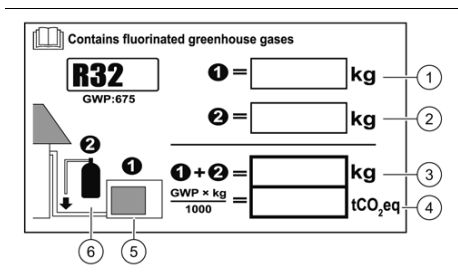 Contains fluorinated greenhouse gases
R32
GWP:675
❶= kg ①
❷= kg ②
❷
❶
❶+❷= kg ③
GWP × kg
1000
= tCO₂eq ④
⑥ ⑤